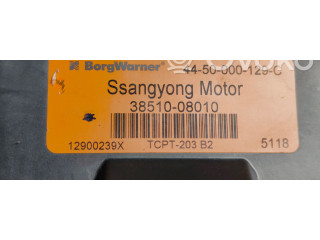 BorgWarner 44-50-000-129-C
Ssangyong Motor
38510-08010
12900239X TCPT-203 B2 5118